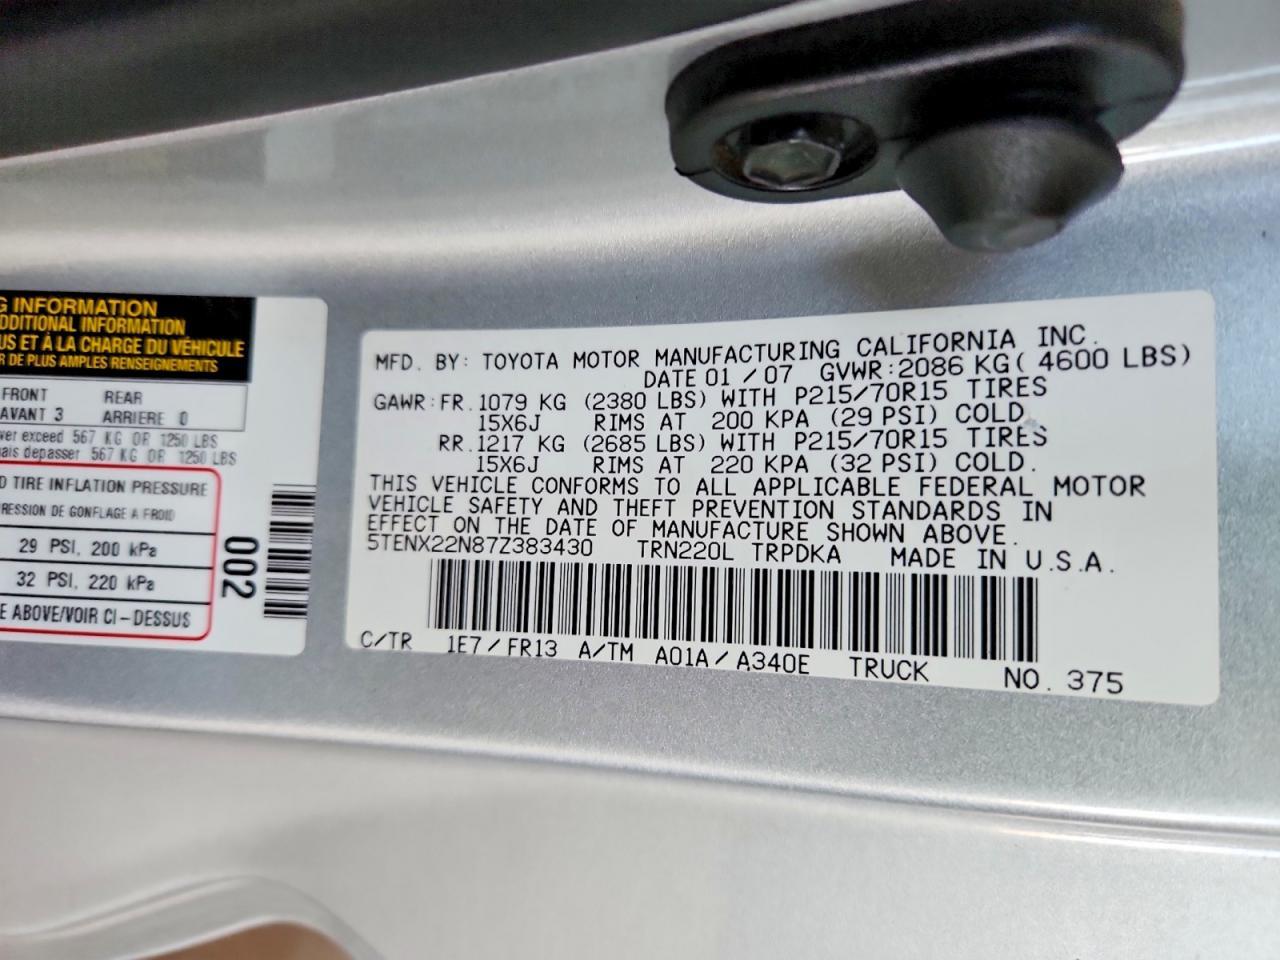 G INFORMATION
DDITIONAL INFORMATION
US ET À LA CHARGE DU VÉHICULE
R DE PLUS AMPLES RENSEIGNEMENTS
FRONT REAR
AVANT 3 ARRIERE 0
ver exceed 567 KG OR 1250 LBS
ais depasser 567 KG OR 1250 LBS
D TIRE INFLATION PRESSURE
RESSION DE GONFLAGE A FROID
29 PSI, 200 kPa
32 PSI, 220 kPa
E ABOVE/VOIR CI-DESSUS
002
MFD. BY: TOYOTA MOTOR MANUFACTURING CALIFORNIA INC.
DATE 01 / 07 GVWR: 2086 KG( 4600 LBS)
GAWR: FR. 1079 KG (2380 LBS) WITH P215/70R15 TIRES
15X6J RIMS AT 200 KPA (29 PSI) COLD.
RR. 1217 KG (2685 LBS) WITH P215/70R15 TIRES
15X6J RIMS AT 220 KPA (32 PSI) COLD.
THIS VEHICLE CONFORMS TO ALL APPLICABLE FEDERAL MOTOR
VEHICLE SAFETY AND THEFT PREVENTION STANDARDS IN
EFFECT ON THE DATE OF MANUFACTURE SHOWN ABOVE.
5TENX22N87Z383430 TRN220L TRPDKA MADE IN U.S.A.
C/TR 1E7/FR13 A/TM A01A/A340E TRUCK NO. 375